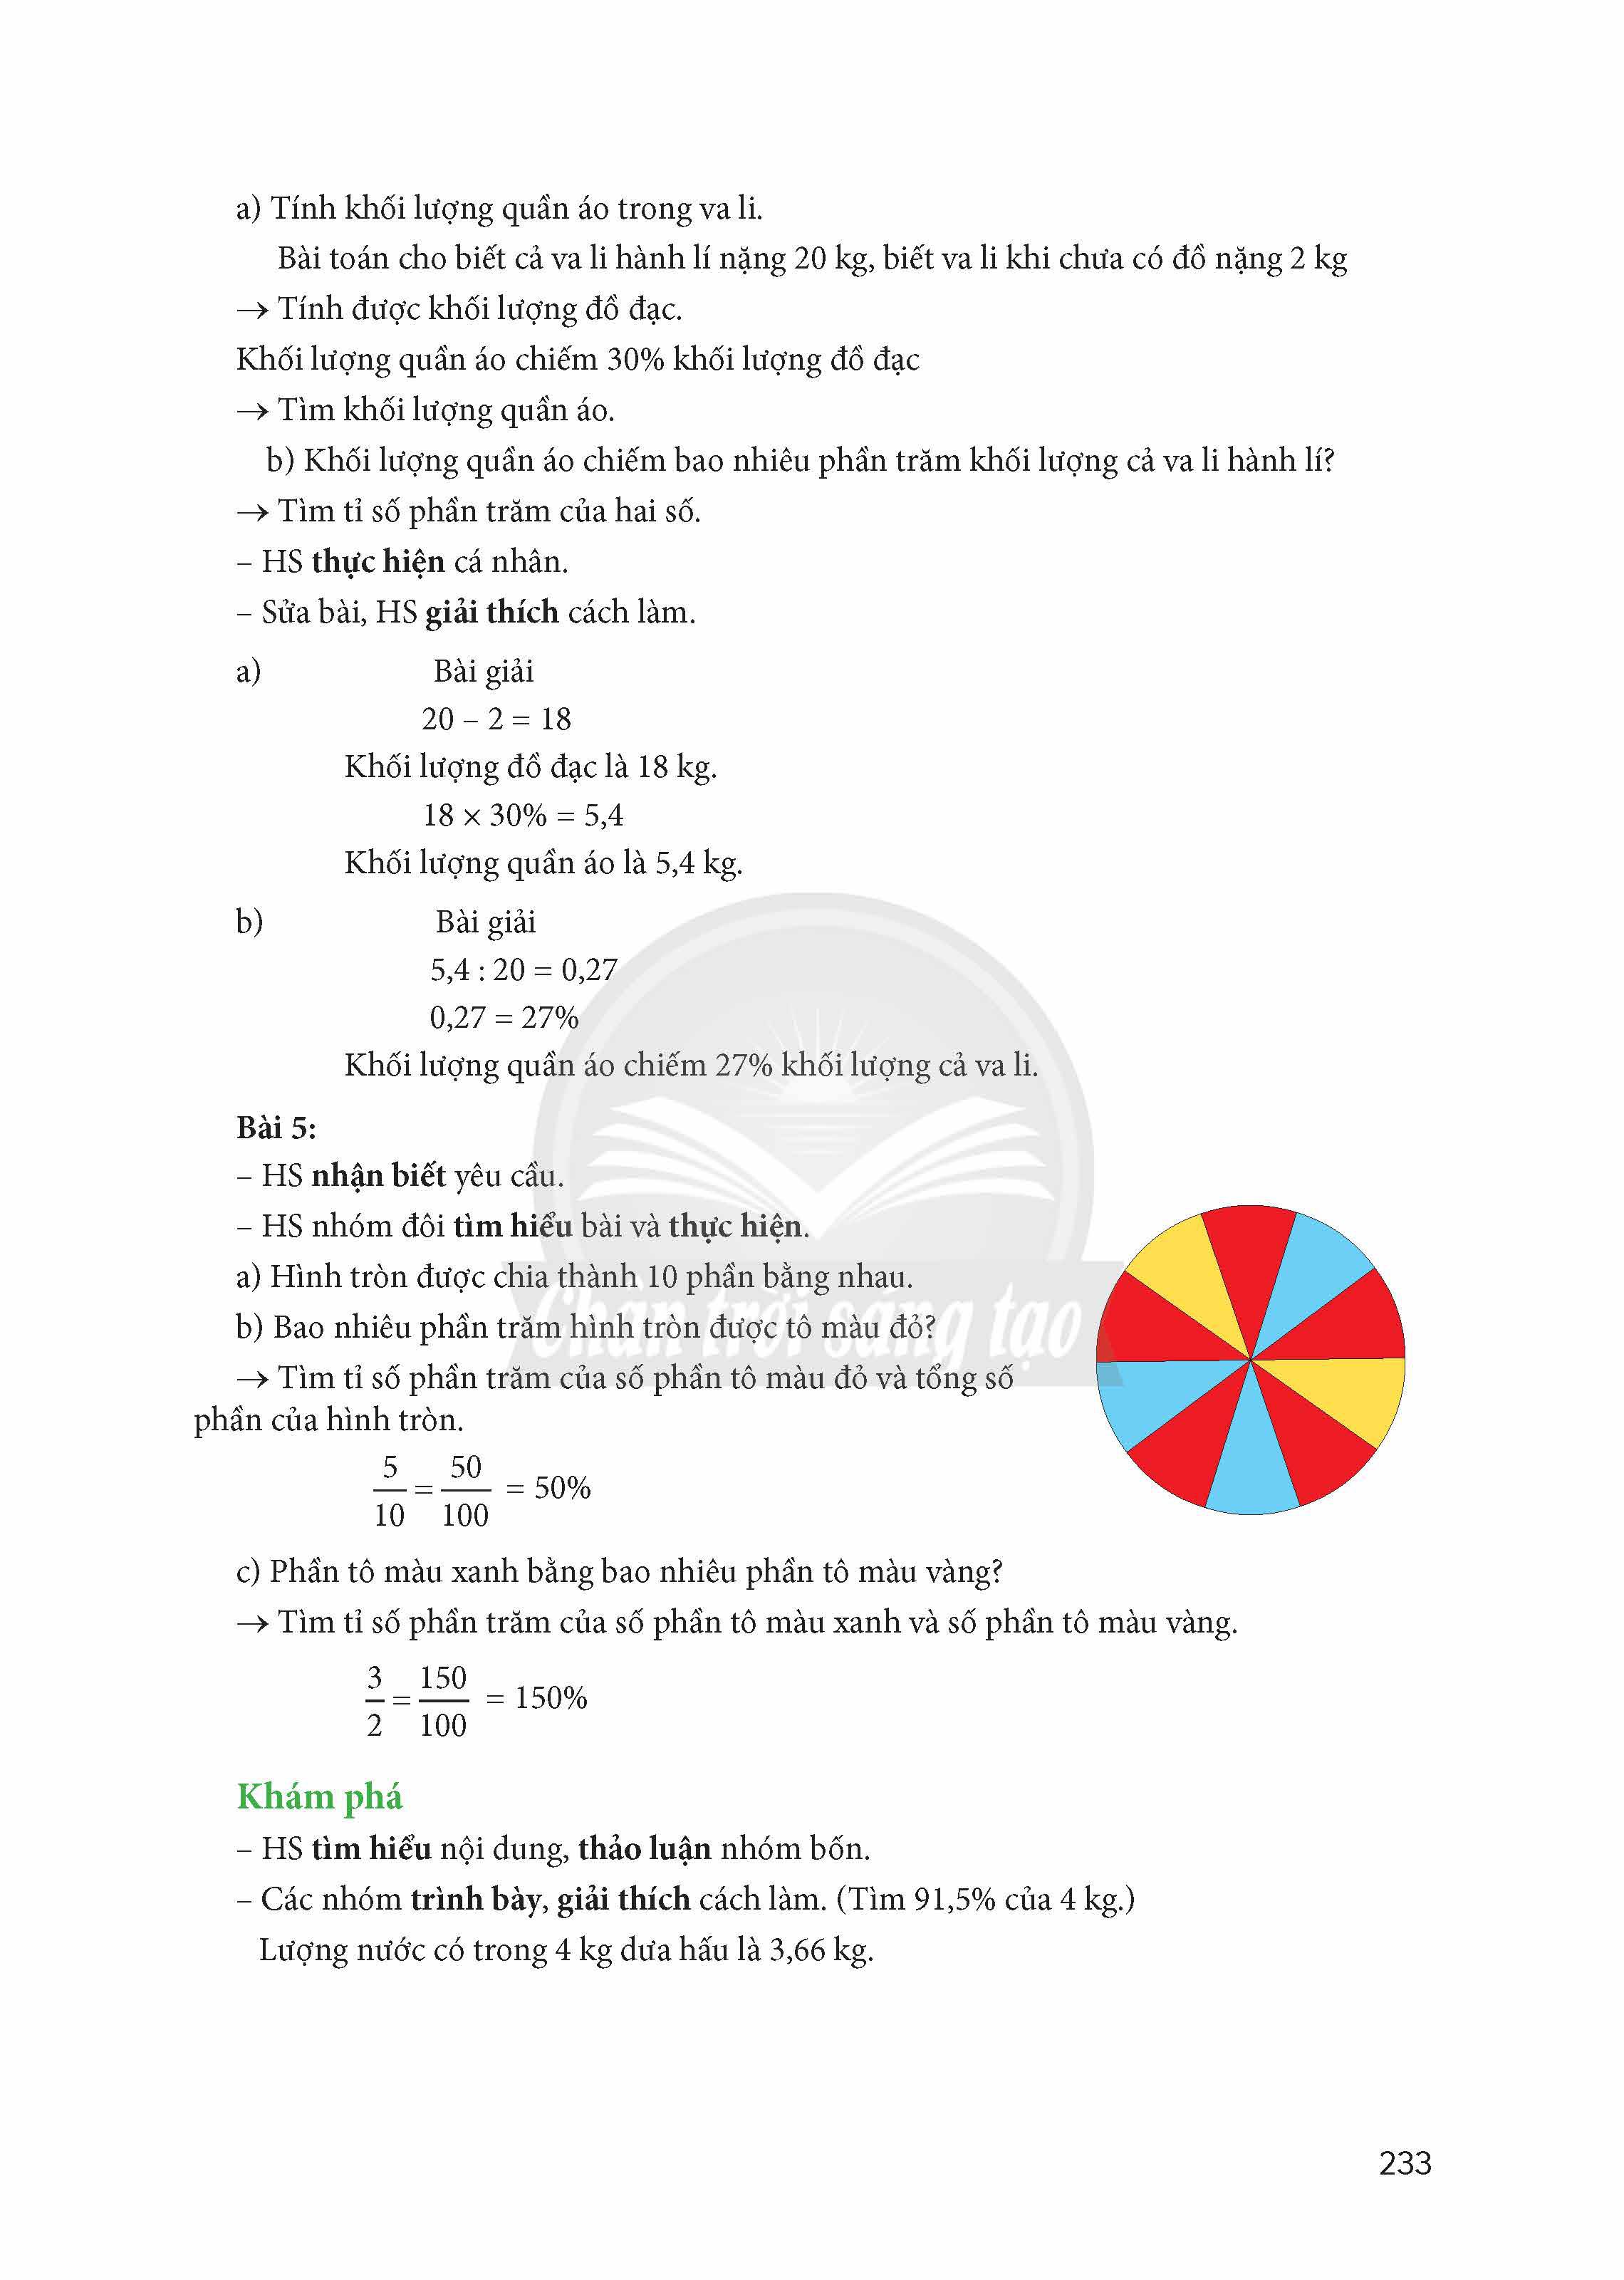 a) Tính khối lượng quần áo trong va li.
Bài toán cho biết cả va li hành lí nặng 20 kg, biết va li khi chưa có đồ nặng 2 kg
→ Tính được khối lượng đồ đạc.
Khối lượng quần áo chiếm 30% khối lượng đồ đạc
→ Tìm khối lượng quần áo.
b) Khối lượng quần áo chiếm bao nhiêu phần trăm khối lượng cả va li hành lí?
→ Tìm tỉ số phần trăm của hai số.
– HS thực hiện cá nhân.
– Sửa bài, HS giải thích cách làm.
a) Bài giải
20 – 2 = 18
Khối lượng đồ đạc là 18 kg.
18 × 30% = 5,4
Khối lượng quần áo là 5,4 kg.
b) Bài giải
5,4 : 20 = 0,27
0,27 = 27%
Khối lượng quần áo chiếm 27% khối lượng cả va li.
Bài 5:
– HS nhận biết yêu cầu.
– HS nhóm đôi tìm hiểu bài và thực hiện.
a) Hình tròn được chia thành 10 phần bằng nhau.
b) Bao nhiêu phần trăm hình tròn được tô màu đỏ?
Chân trời sáng tạo
→ Tìm tỉ số phần trăm của số phần tô màu đỏ và tổng số
phần của hình tròn.
5/10 = 50/100 = 50%
c) Phần tô màu xanh bằng bao nhiêu phần tô màu vàng?
→ Tìm tỉ số phần trăm của số phần tô màu xanh và số phần tô màu vàng.
3/2 = 150/100 = 150%
Khám phá
– HS tìm hiểu nội dung, thảo luận nhóm bốn.
– Các nhóm trình bày, giải thích cách làm. (Tìm 91,5% của 4 kg.)
Lượng nước có trong 4 kg dưa hấu là 3,66 kg.
233